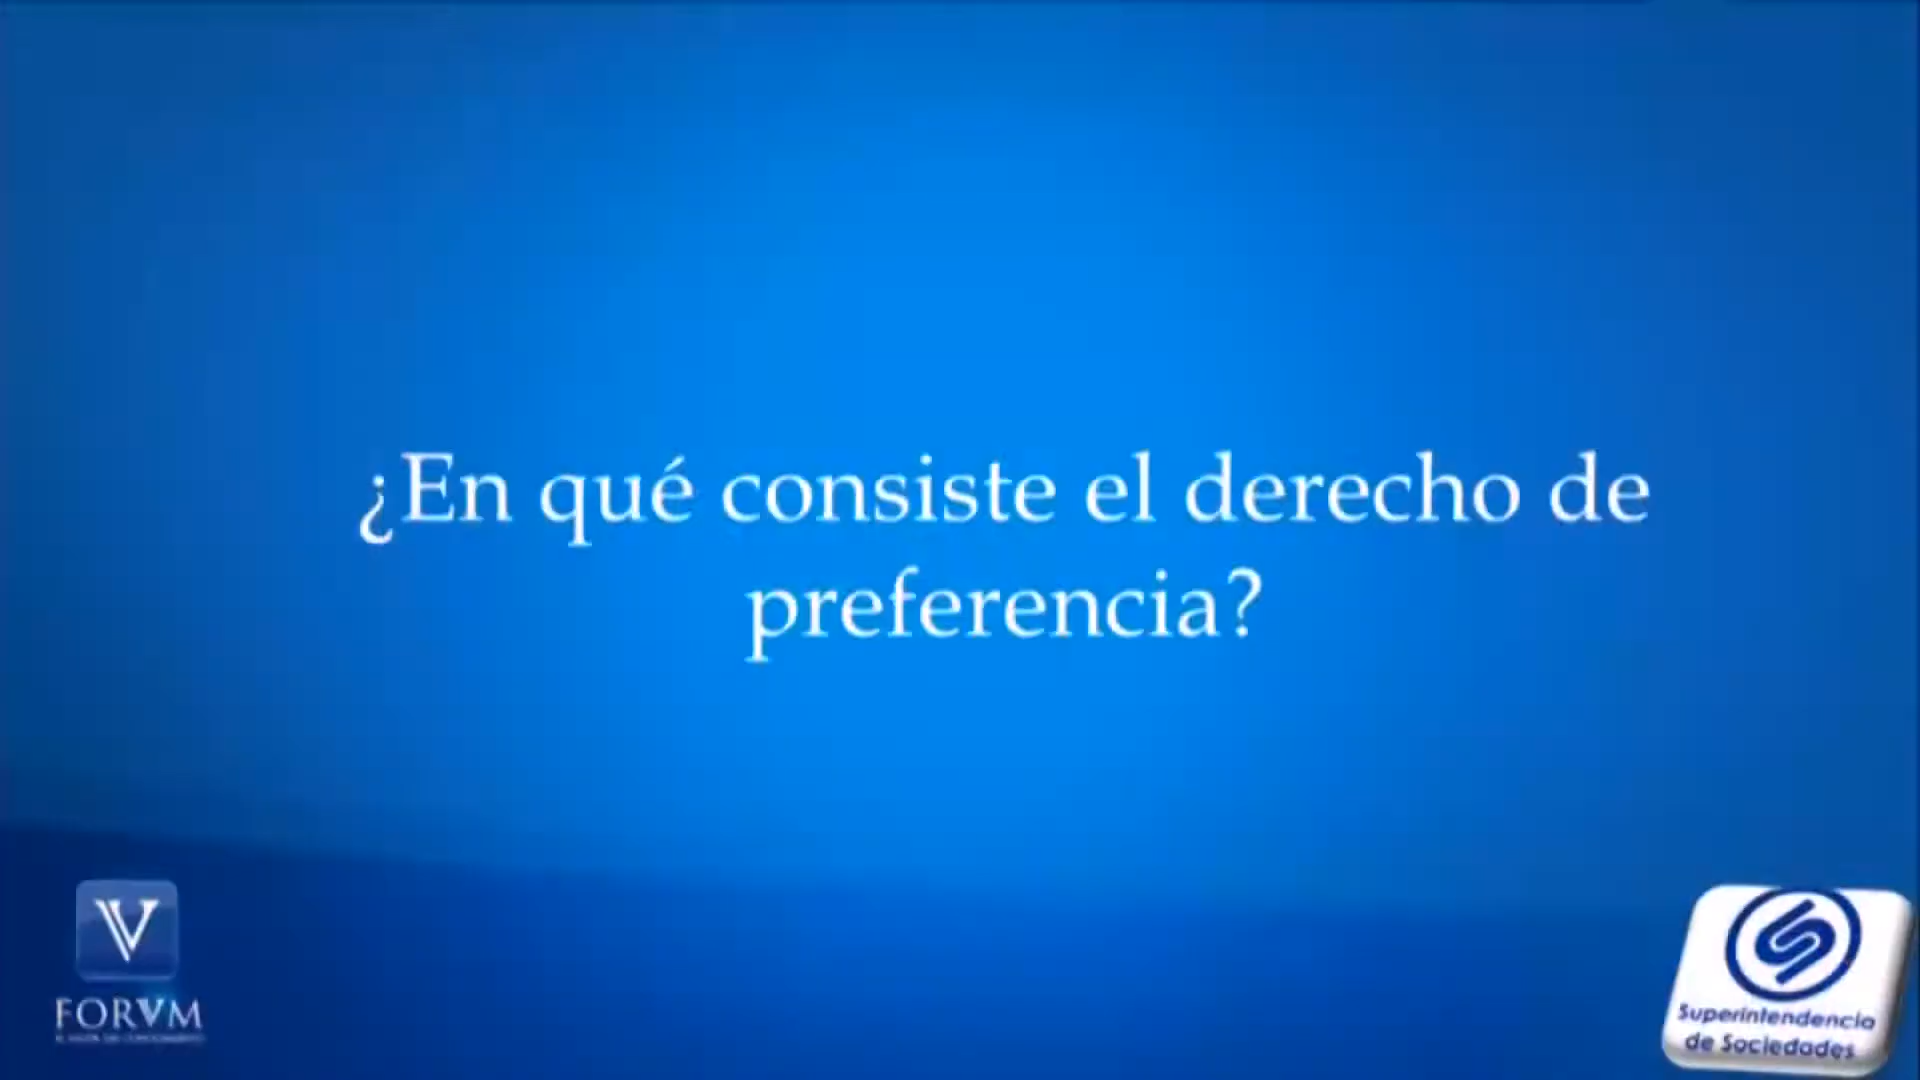 ¿En qué consiste el derecho de
preferencia?
V
FORVM
Superintendencia
de Sociedades